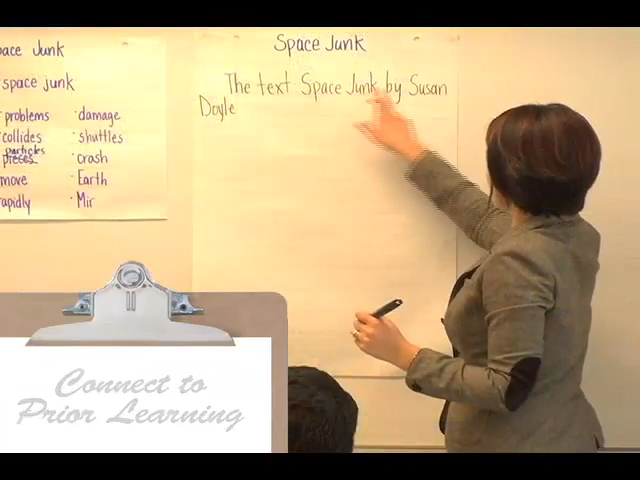 pace Junk
space junk
problems
damage
collides
shuttles
particles
pieces
crash
move
Earth
rapidly
Mir
Space Junk
The text Space Junk by Susan
Doyle
Connect to
Prior Learning